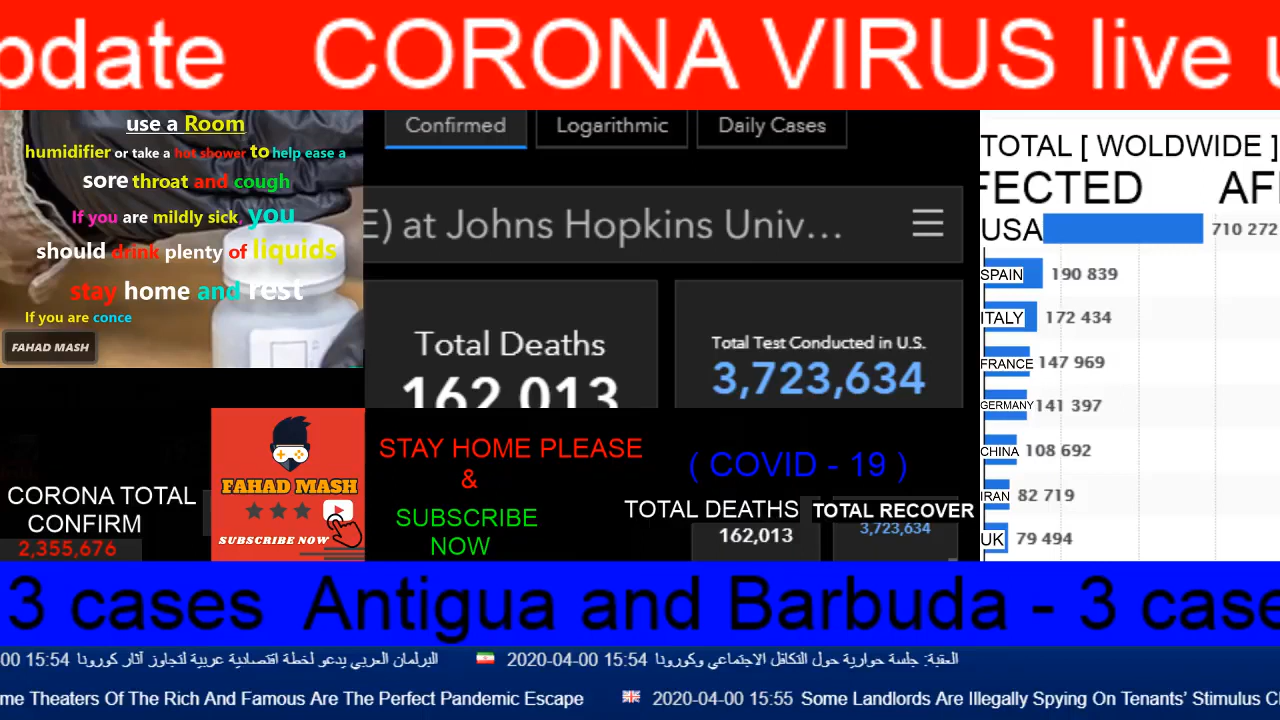 pdate CORONA VIRUS live u
use a Room
humidifier or take a hot shower to help ease a
sore throat and cough
If you are mildly sick, you
should drink plenty of liquids
stay home and rest
If you are conce
FAHAD MASH
Confirmed Logarithmic Daily Cases
E) at Johns Hopkins Univ...
Total Deaths
162,013
Total Test Conducted in U.S.
3,723,634
TOTAL [ WOLDWIDE ]
FECTED AF
USA 710 272
SPAIN 190 839
ITALY 172 434
FRANCE 147 969
GERMANY 141 397
CHINA 108 692
IRAN 82 719
UK 79 494
CORONA TOTAL
CONFIRM
2,355,676
FAHAD MASH
SUBSCRIBE NOW
STAY HOME PLEASE
&
SUBSCRIBE
NOW
( COVID - 19 )
TOTAL DEATHS
162,013
TOTAL RECOVER
3,723,634
3 cases Antigua and Barbuda - 3 case
00 15:54 البرلمان العربي يدعو لخطة اقتصادية عربية لتجاوز آثار كورونا 2020-04-00 15:54 العقبة: جلسة حوارية حول التكافل الاجتماعي وكورونا
me Theaters Of The Rich And Famous Are The Perfect Pandemic Escape 2020-04-00 15:55 Some Landlords Are Illegally Spying On Tenants’ Stimulus C